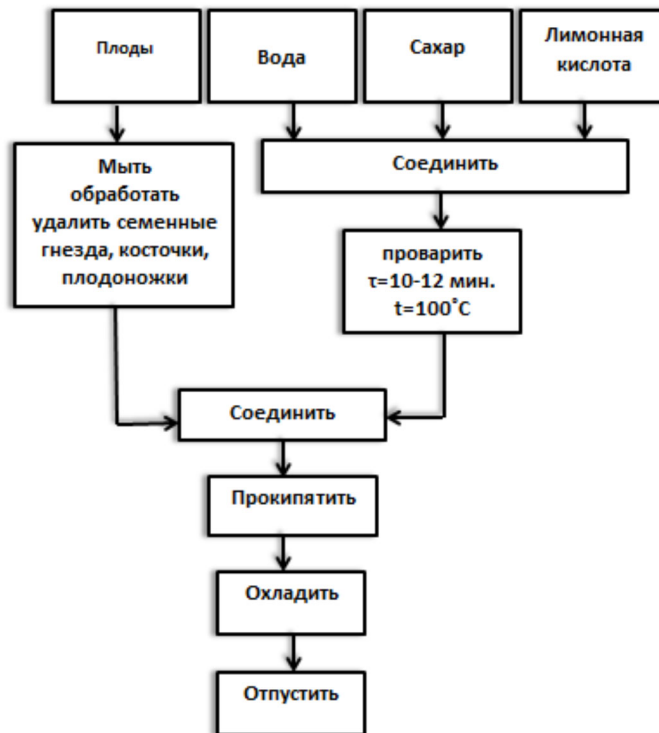 Плоды
Вода
Сахар
Лимонная
кислота
Мыть
обработать
удалить семенные
гнезда, косточки,
плодоножки
Соединить
проварить
τ=10-12 мин.
t=100˚С
Соединить
Прокипятить
Охладить
Отпустить